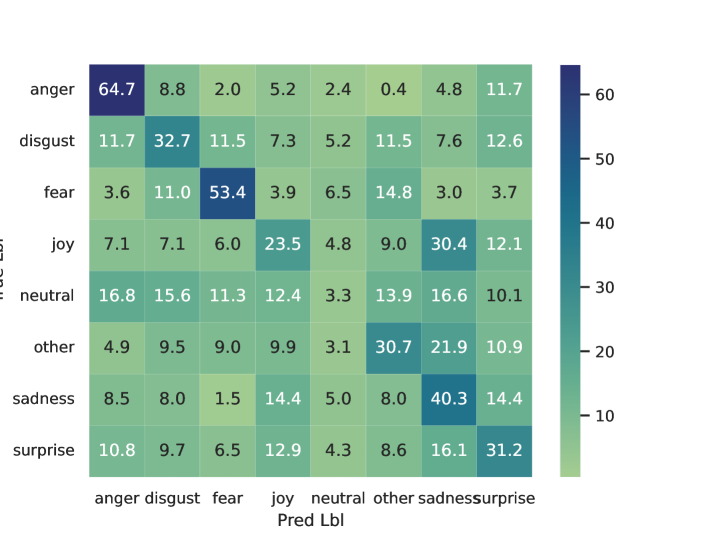 anger 64.7 8.8 2.0 5.2 2.4 0.4 4.8 11.7
disgust 11.7 32.7 11.5 7.3 5.2 11.5 7.6 12.6
fear 3.6 11.0 53.4 3.9 6.5 14.8 3.0 3.7
joy 7.1 7.1 6.0 23.5 4.8 9.0 30.4 12.1
neutral 16.8 15.6 11.3 12.4 3.3 13.9 16.6 10.1
other 4.9 9.5 9.0 9.9 3.1 30.7 21.9 10.9
sadness 8.5 8.0 1.5 14.4 5.0 8.0 40.3 14.4
surprise 10.8 9.7 6.5 12.9 4.3 8.6 16.1 31.2
anger disgust fear joy neutral other sadness surprise
Pred Lbl
60
50
40
30
20
10